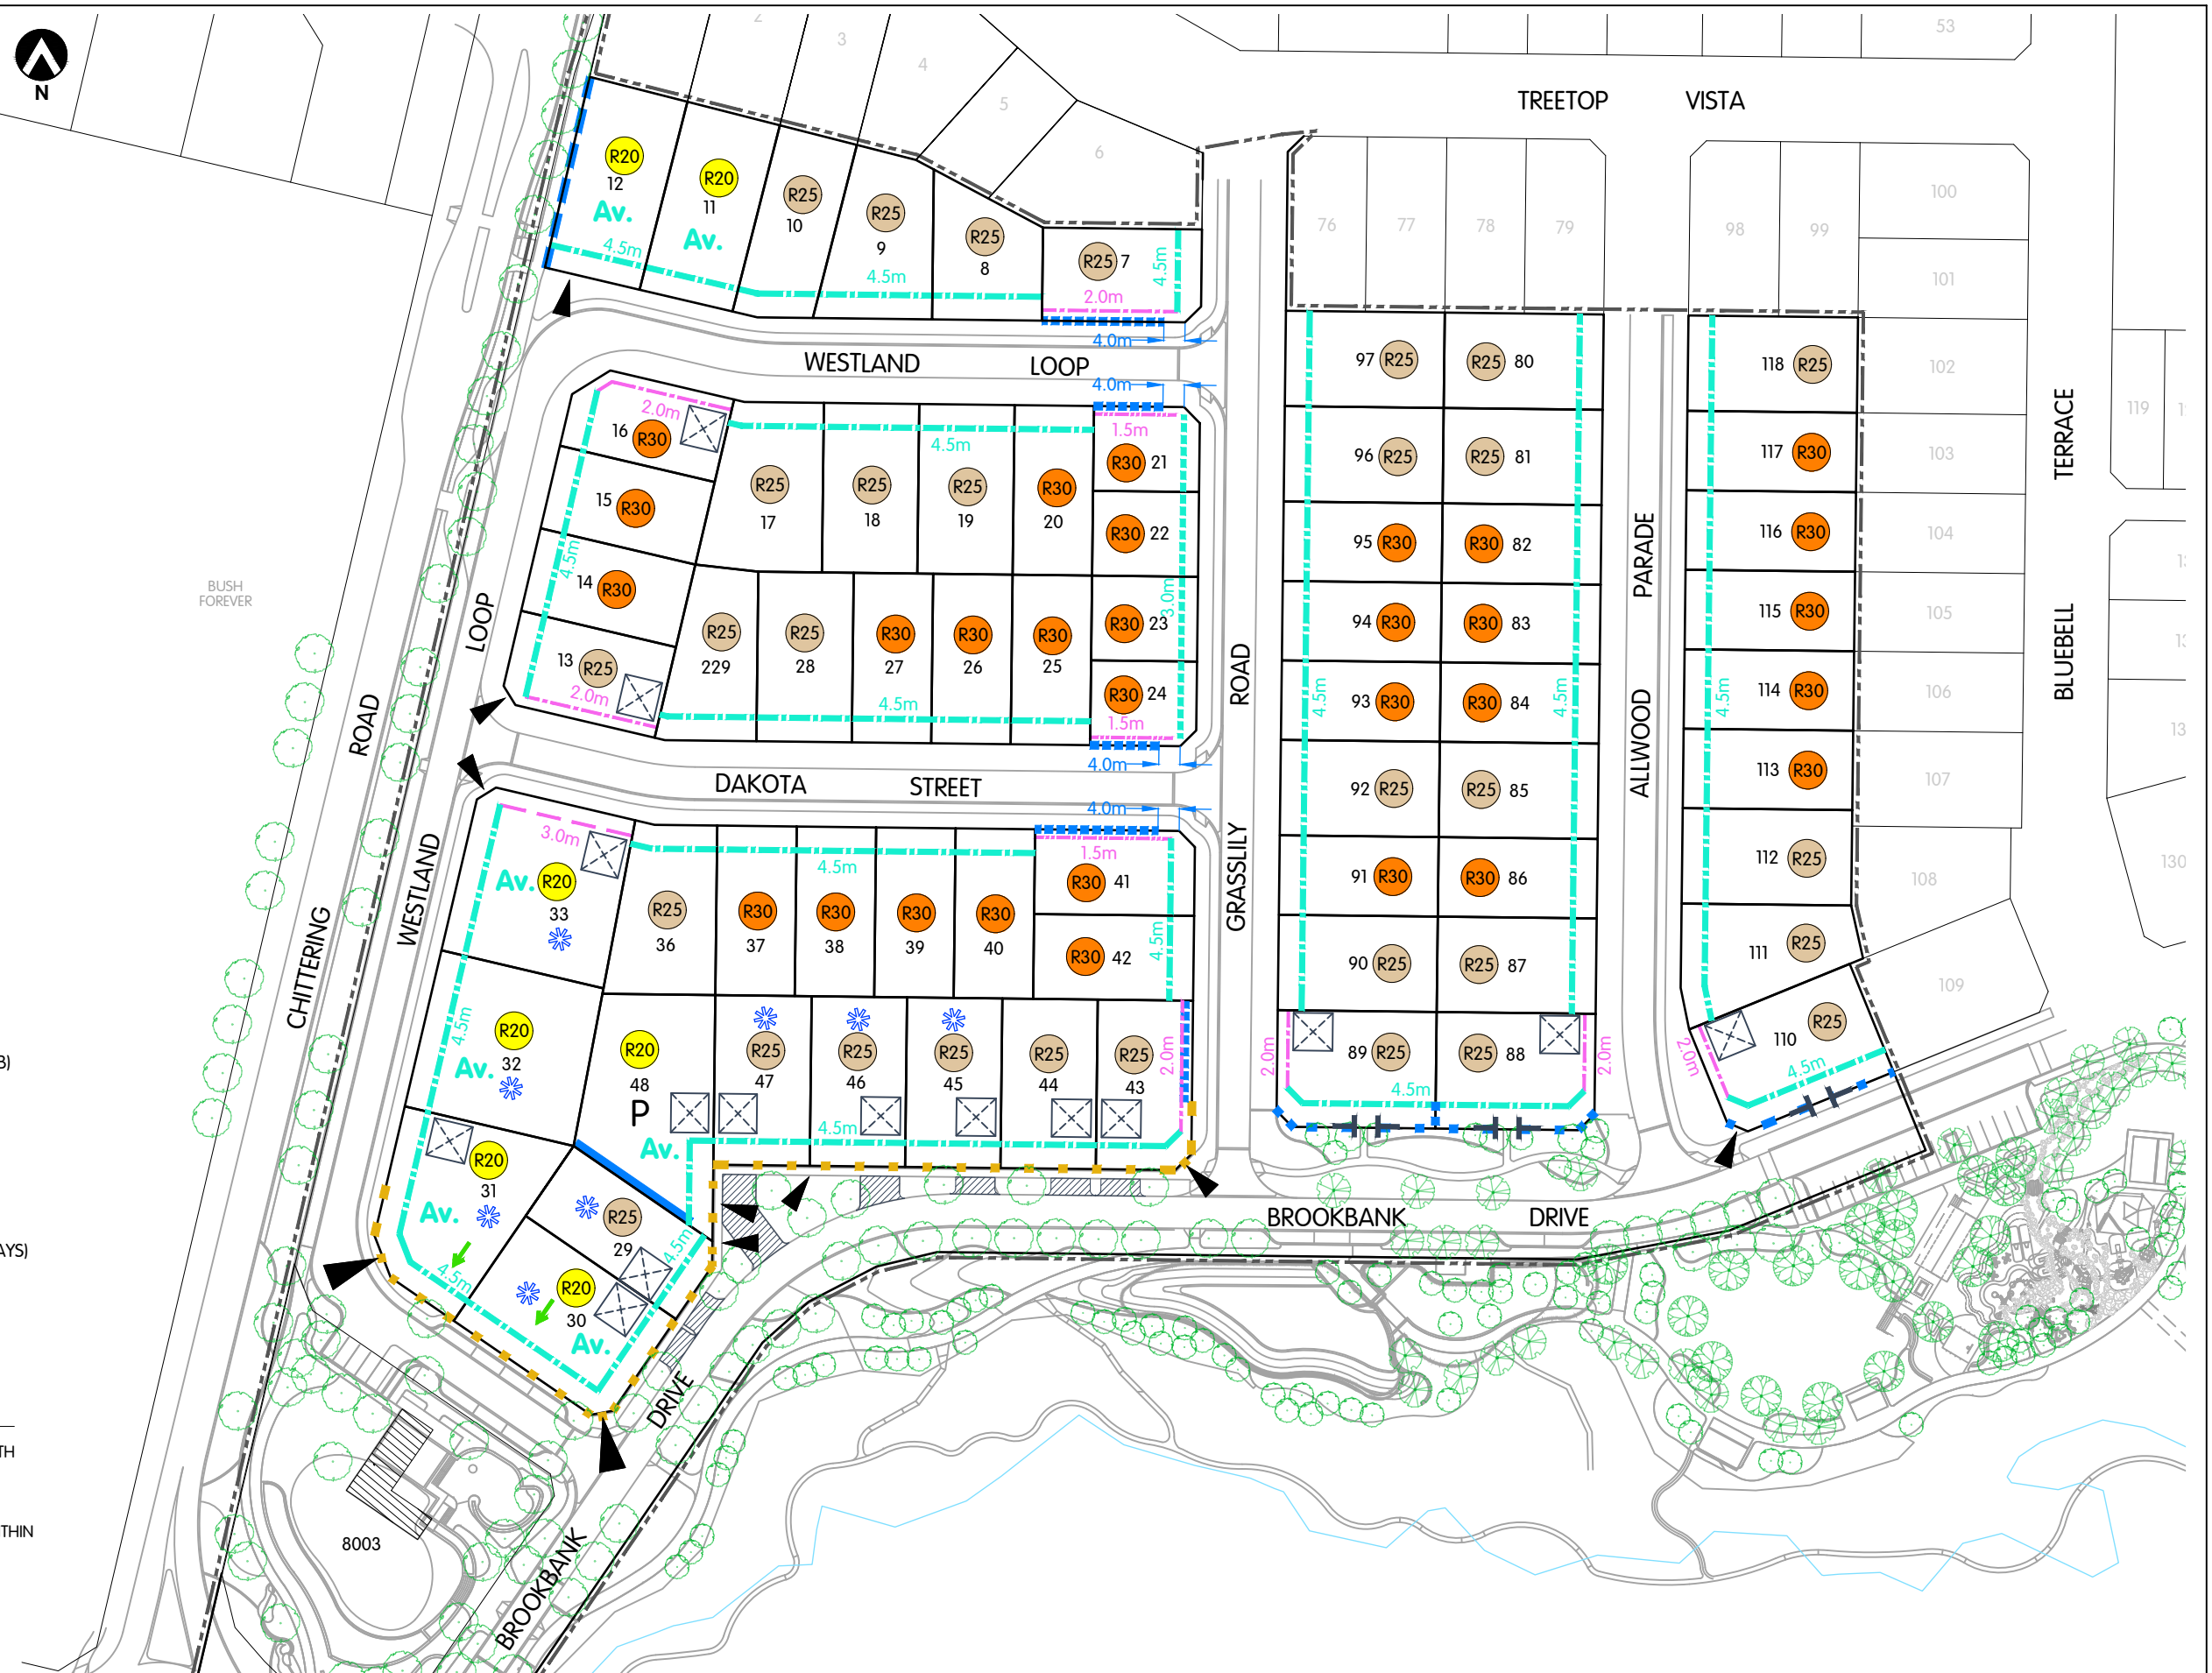 N
2
3
4
5
6
53
TREETOP VISTA
R20
12
Av.
4.5m
R20
11
Av.
R25
10
R25
9
4.5m
R25
8
R25 7
4.5m
2.0m
4.0m
76
77
78
79
98
99
100
101
102
103
104
105
106
107
108
109
119
130
WESTLAND LOOP
4.0m
2.0m
16 R30
15 R30
4.5m
14 R30
13 R25
2.0m
4.5m
R25
17
R25
18
R25
19
R30
20
1.5m
R30 21
R30 22
R30 23
3.0m
R30 24
1.5m
4.0m
R25
229
R25
28
R30
27
R30
26
R30
25
4.5m
97 R25
R25 80
96 R25
R25 81
95 R30
R30 82
94 R30
R30 83
93 R30
R30 84
92 R25
R25 85
91 R30
R30 86
90 R25
R25 87
89 R25
R25 88
4.5m
4.5m
2.0m
2.0m
4.5m
118 R25
117 R30
116 R30
115 R30
114 R30
4.5m
113 R30
112 R25
111 R25
110 R25
2.0m
4.5m
BUSH
FOREVER
CHITTERING ROAD
WESTLAND LOOP
GRASSLILY ROAD
ALLWOOD PARADE
BLUEBELL TERRACE
DAKOTA STREET
4.0m
3.0m
Av. R20
33
4.5m
R20
Av. 32
R20
31
Av.
4.5m
R25
36
R30
37
R30
38
R30
39
R30
40
4.5m
1.5m
R30 41
R30 42
4.5m
R20
48
P
Av.
R25
47
R25
46
R25
45
R25
44
R25
43
2.0m
4.5m
R25
29
4.5m
R20
30
Av.
BROOKBANK DRIVE
BROOKBANK DRIVE
8003